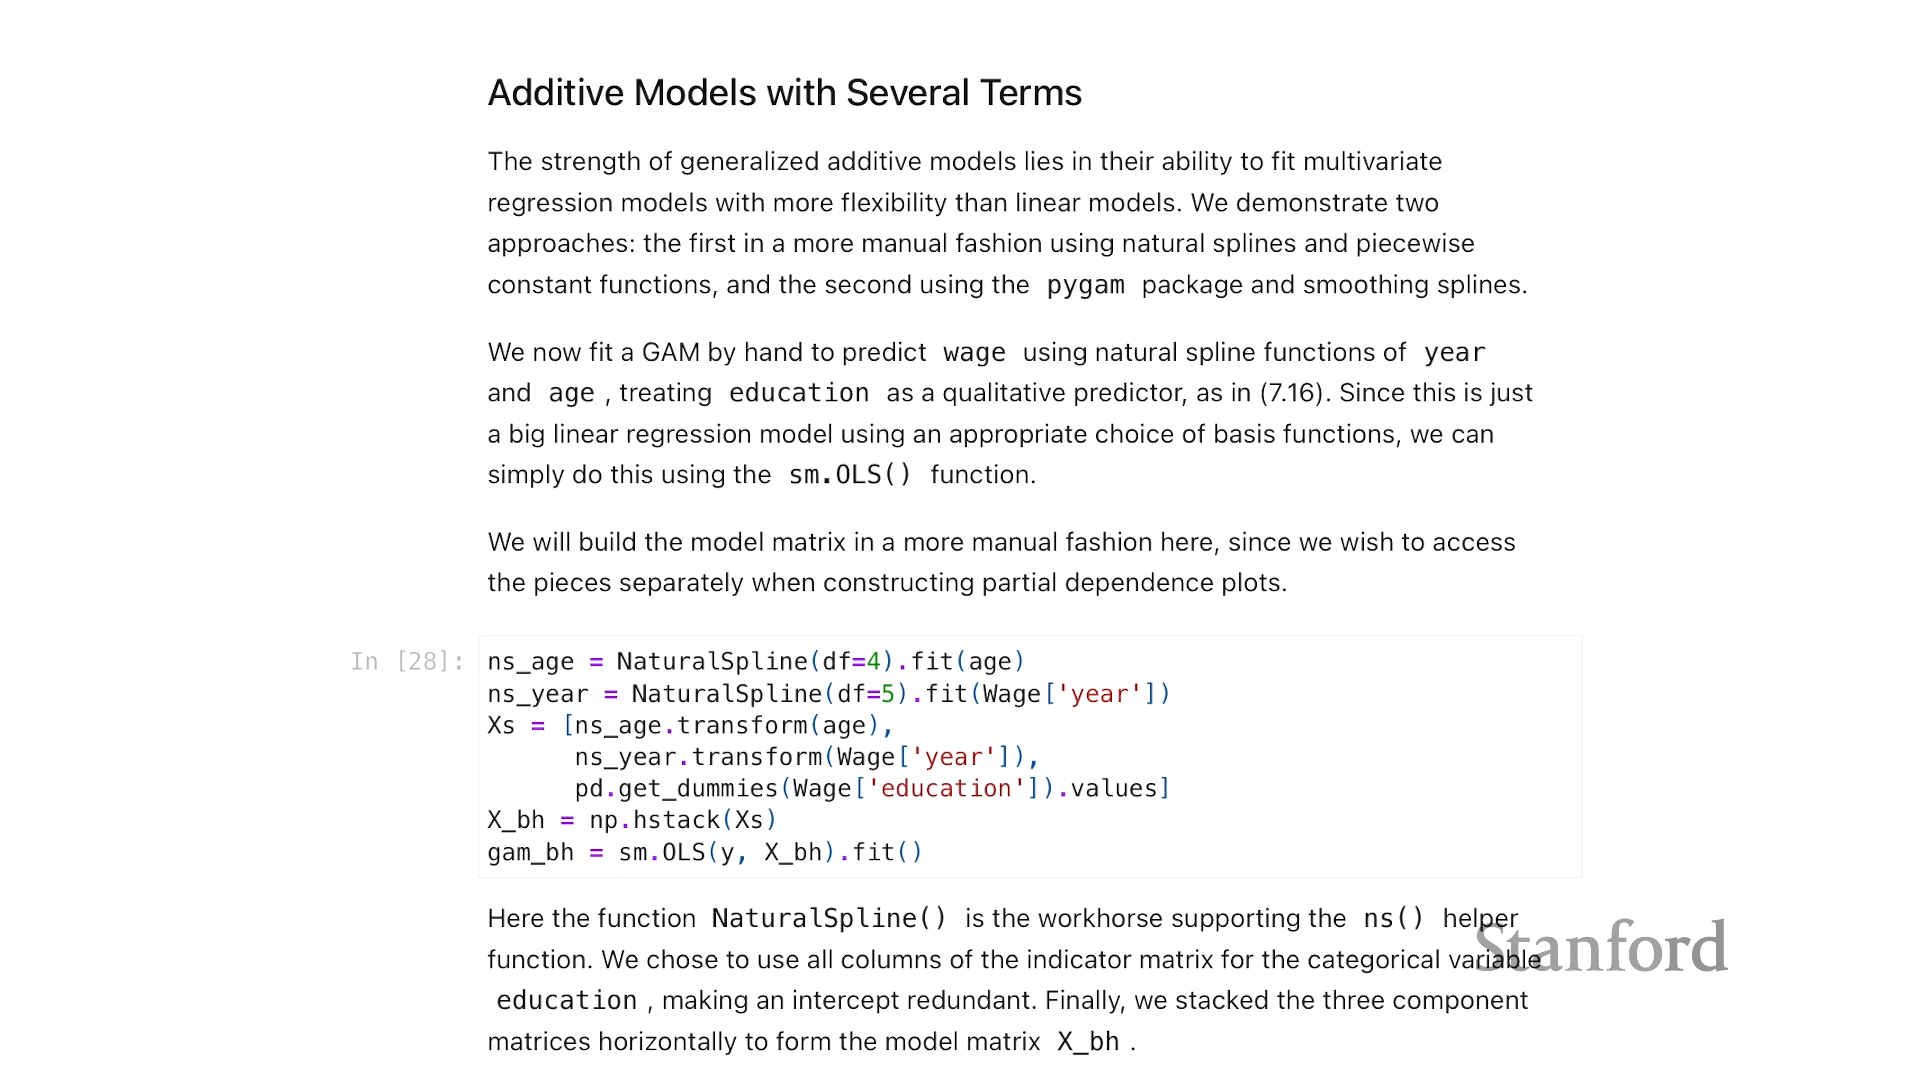 Additive Models with Several Terms
The strength of generalized additive models lies in their ability to fit multivariate
regression models with more flexibility than linear models. We demonstrate two
approaches: the first in a more manual fashion using natural splines and piecewise
constant functions, and the second using the pygam package and smoothing splines.
We now fit a GAM by hand to predict wage using natural spline functions of year
and age , treating education as a qualitative predictor, as in (7.16). Since this is just
a big linear regression model using an appropriate choice of basis functions, we can
simply do this using the sm.OLS() function.
We will build the model matrix in a more manual fashion here, since we wish to access
the pieces separately when constructing partial dependence plots.
In [28]: ns_age = NaturalSpline(df=4).fit(age)
ns_year = NaturalSpline(df=5).fit(Wage['year'])
Xs = [ns_age.transform(age),
ns_year.transform(Wage['year']),
pd.get_dummies(Wage['education']).values]
X_bh = np.hstack(Xs)
gam_bh = sm.OLS(y, X_bh).fit()
Here the function NaturalSpline() is the workhorse supporting the ns() helper
function. We chose to use all columns of the indicator matrix for the categorical variable
education , making an intercept redundant. Finally, we stacked the three component
matrices horizontally to form the model matrix X_bh .
Stanford